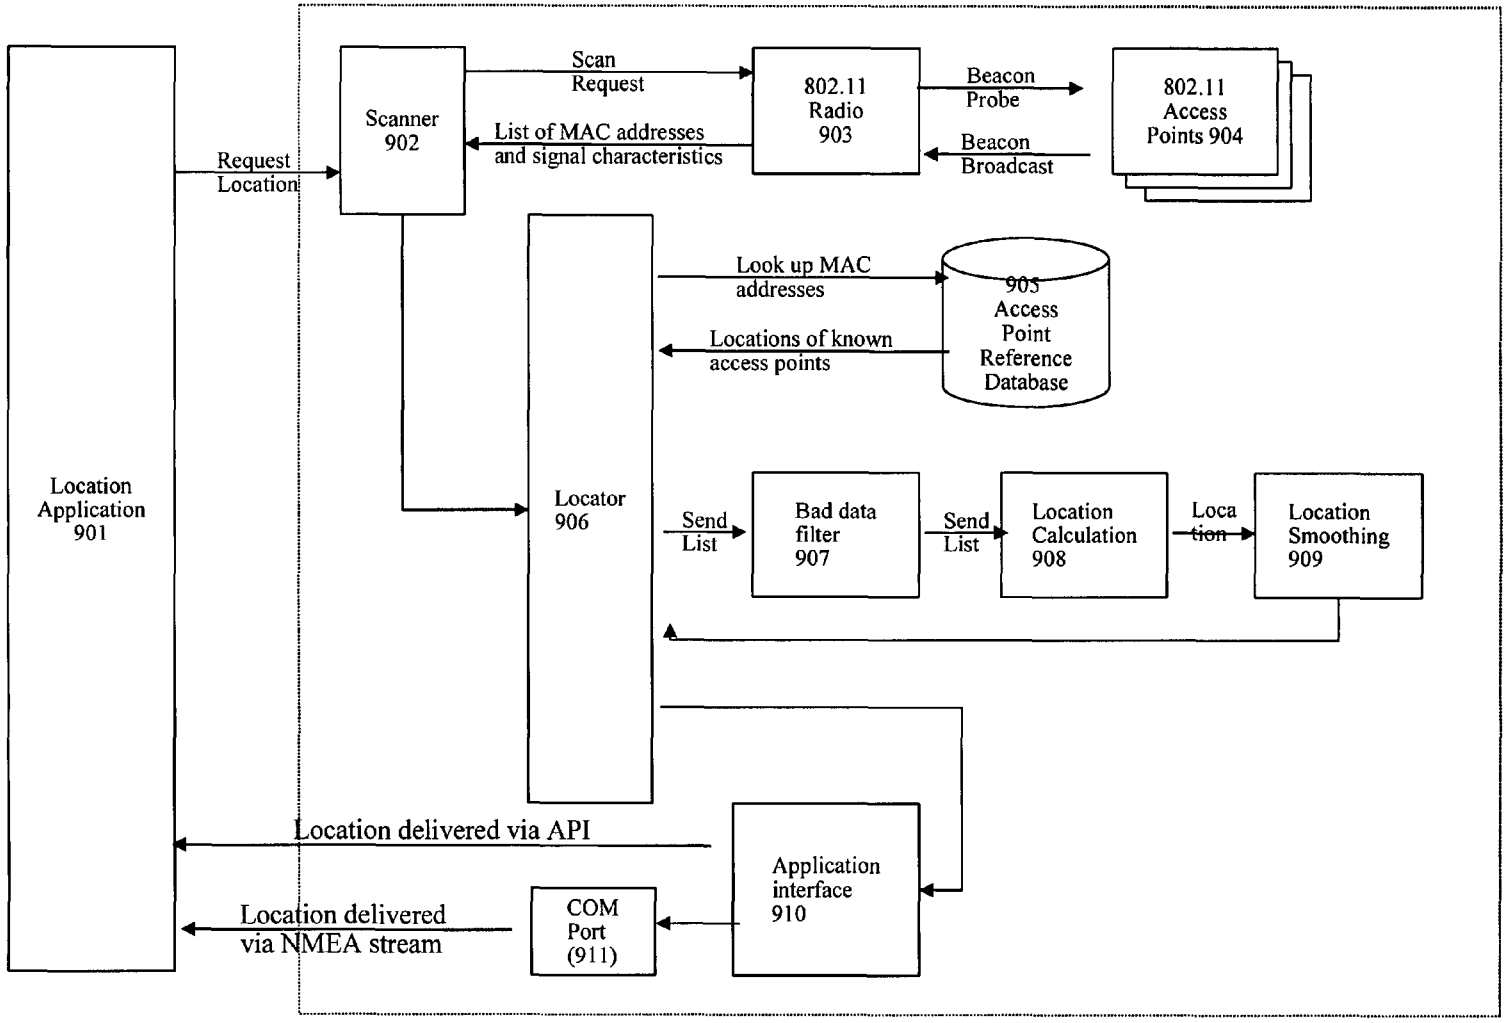 Scan
Request
802.11
Radio
903
Beacon
Probe
802.11
Access
Points 904
Scanner
902
List of MAC addresses
and signal characteristics
Beacon
Broadcast
Request
Location
Look up MAC
addresses
905
Access
Point
Reference
Database
Locations of known
access points
Location
Application
901
Locator
906
Send
List
Bad data
filter
907
Send
List
Location
Calculation
908
Loca
tion
Location
Smoothing
909
Location delivered via API
Application
interface
910
COM
Port
(911)
Location delivered
via NMEA stream